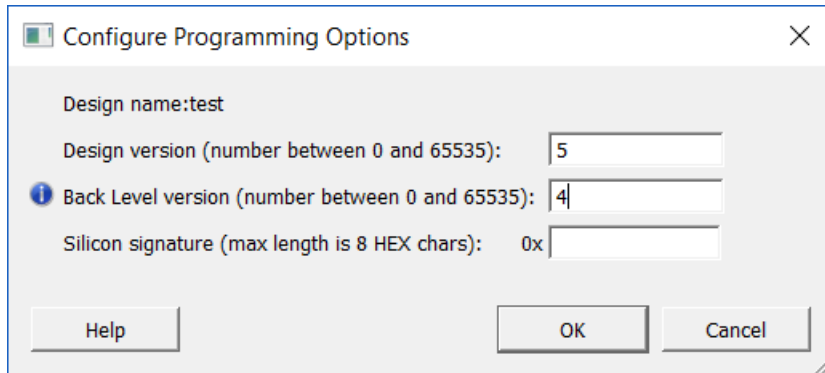 Configure Programming Options
Design name:test
Design version (number between 0 and 65535): 5
Back Level version (number between 0 and 65535): 4
Silicon signature (max length is 8 HEX chars): 0x
Help OK Cancel